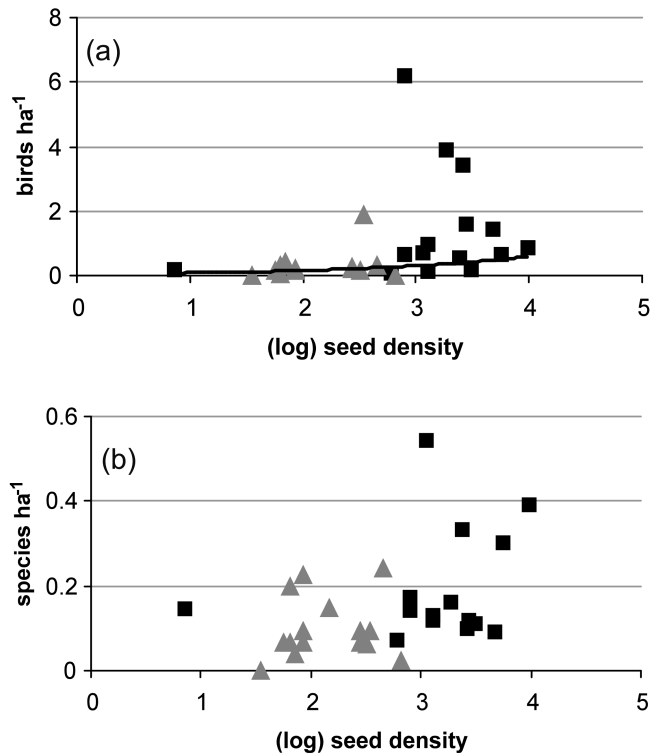 8
(a)
6
birds ha-1
4
2
0
0 1 2 3 4 5
(log) seed density
0.6
(b)
species ha-1
0.4
0.2
0
0 1 2 3 4 5
(log) seed density